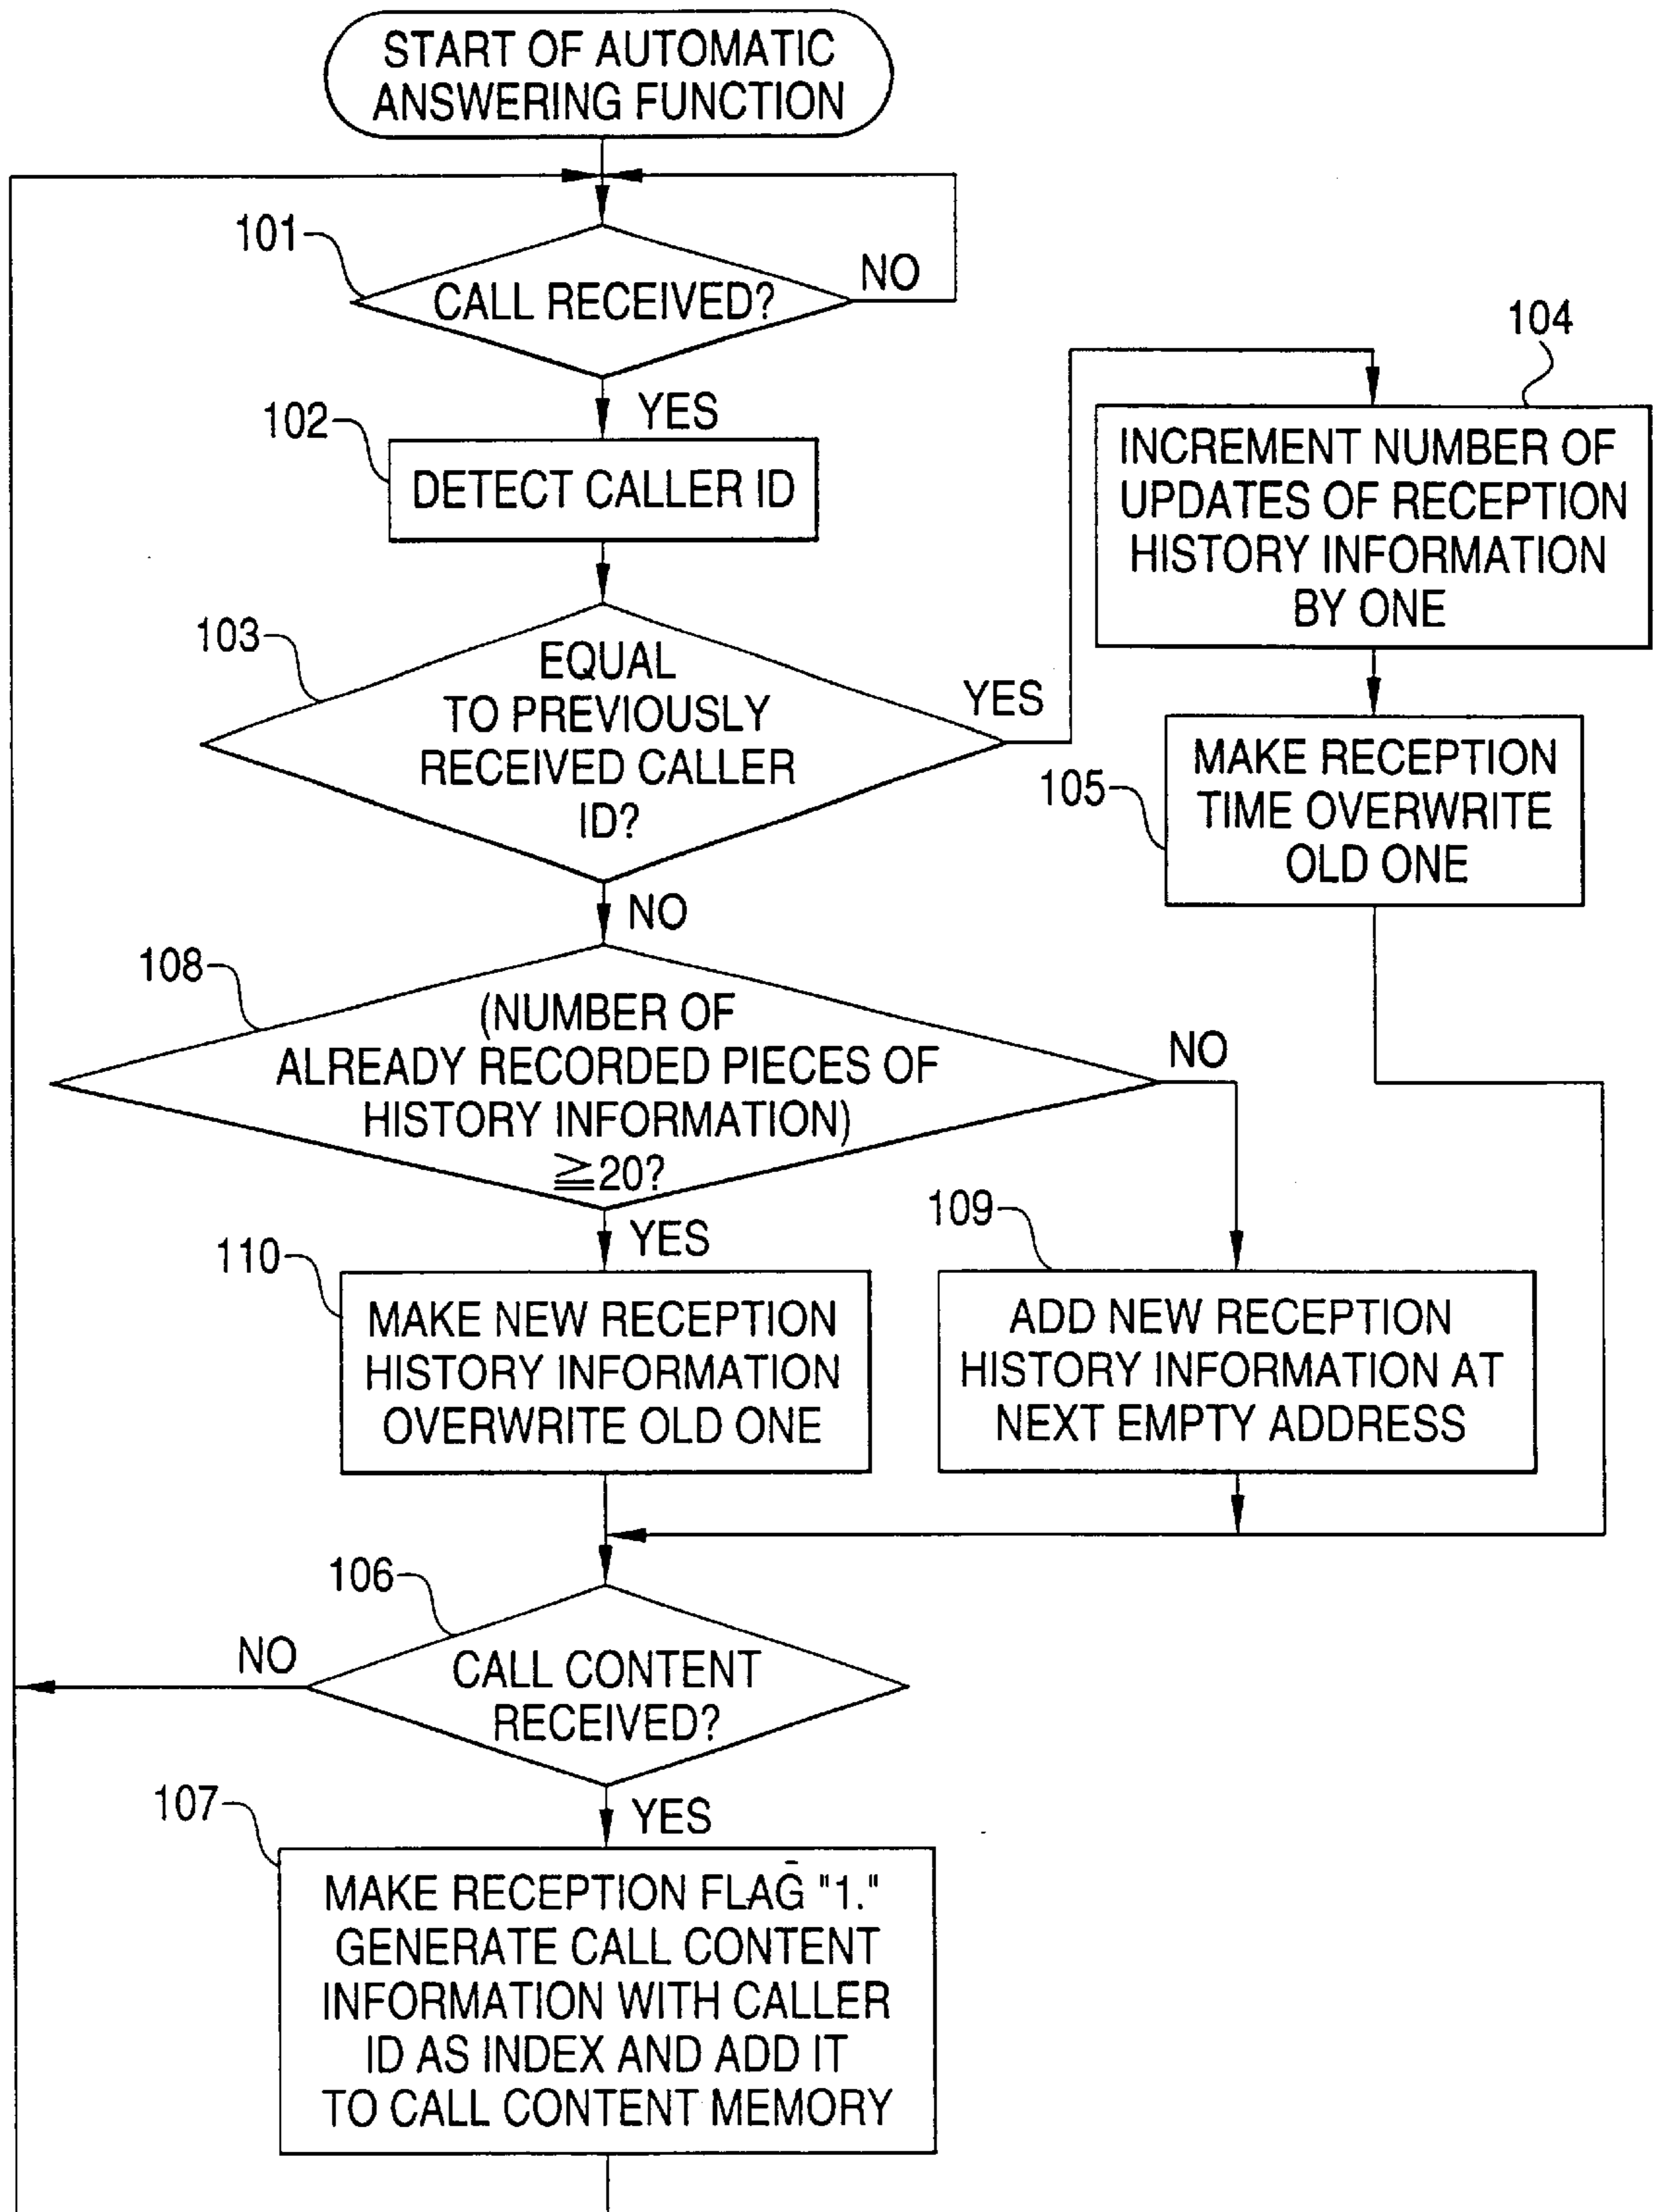 START OF AUTOMATIC
ANSWERING FUNCTION
101
CALL RECEIVED?
NO
YES
102
DETECT CALLER ID
103
EQUAL
TO PREVIOUSLY
RECEIVED CALLER
ID?
YES
NO
104
INCREMENT NUMBER OF
UPDATES OF RECEPTION
HISTORY INFORMATION
BY ONE
105
MAKE RECEPTION
TIME OVERWRITE
OLD ONE
108
(NUMBER OF
ALREADY RECORDED PIECES OF
HISTORY INFORMATION)
≧20?
NO
YES
110
MAKE NEW RECEPTION
HISTORY INFORMATION
OVERWRITE OLD ONE
109
ADD NEW RECEPTION
HISTORY INFORMATION AT
NEXT EMPTY ADDRESS
106
CALL CONTENT
RECEIVED?
NO
YES
107
MAKE RECEPTION FLAG "1."
GENERATE CALL CONTENT
INFORMATION WITH CALLER
ID AS INDEX AND ADD IT
TO CALL CONTENT MEMORY